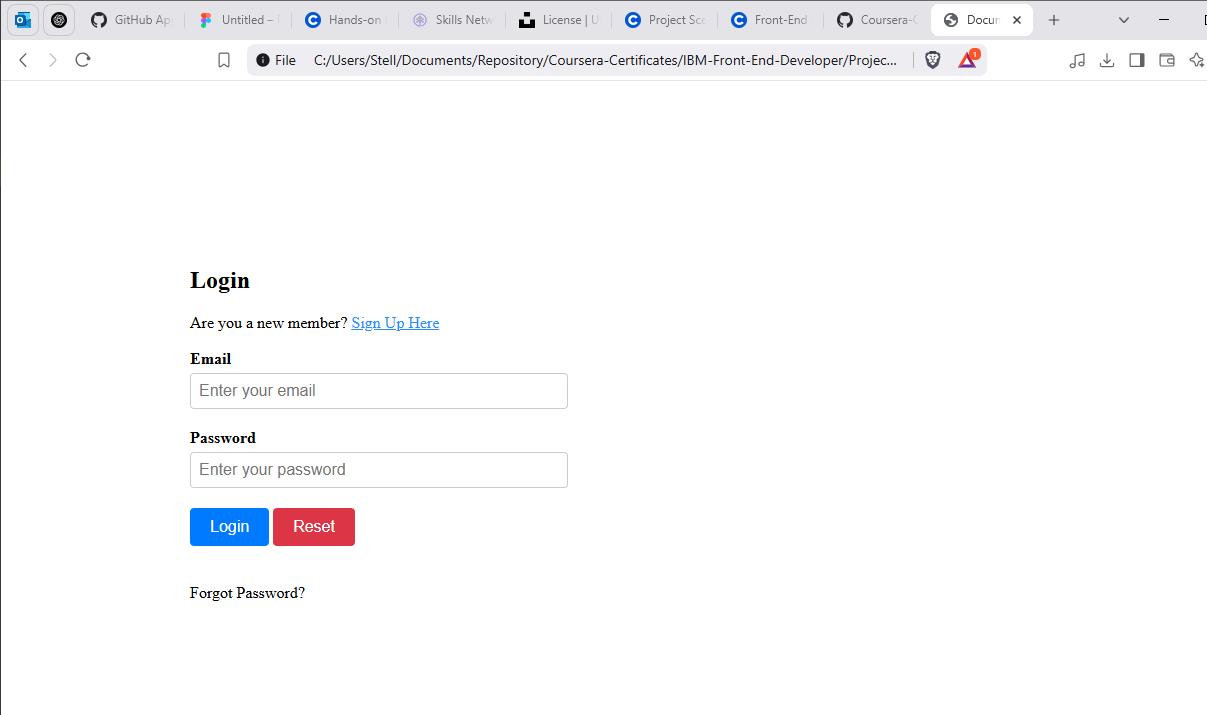 GitHub Ap
Untitled –
Hands-on
Skills Netw
License | U
Project Sce
Front-End
Coursera-C
Docun
1
File C:/Users/Stell/Documents/Repository/Coursera-Certificates/IBM-Front-End-Developer/Projec...
Login
Are you a new member? Sign Up Here
Email
Enter your email
Password
Enter your password
Login Reset
Forgot Password?